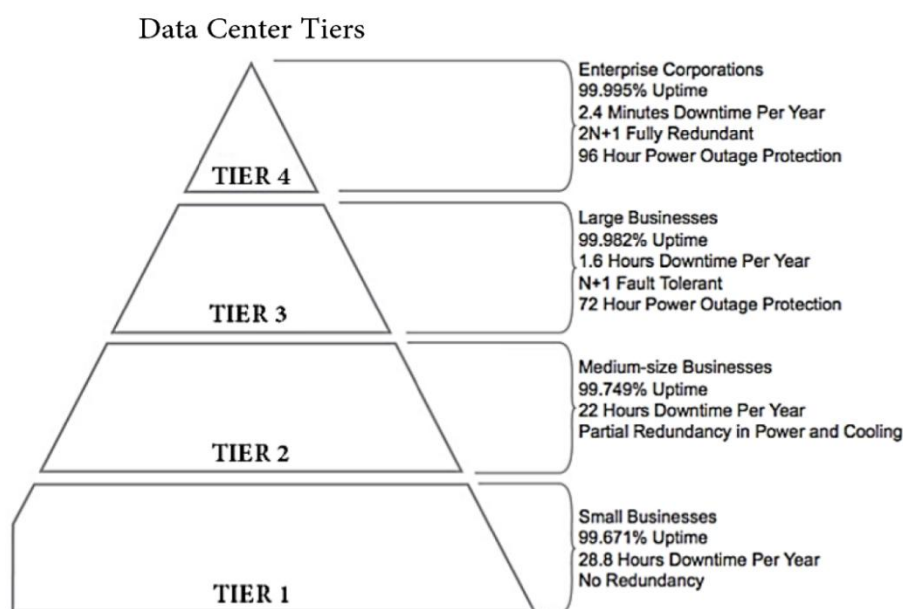 Data Center Tiers
Enterprise Corporations
99.995% Uptime
2.4 Minutes Downtime Per Year
2N+1 Fully Redundant
96 Hour Power Outage Protection
TIER 4
Large Businesses
99.982% Uptime
1.6 Hours Downtime Per Year
N+1 Fault Tolerant
72 Hour Power Outage Protection
TIER 3
Medium-size Businesses
99.749% Uptime
22 Hours Downtime Per Year
Partial Redundancy in Power and Cooling
TIER 2
Small Businesses
99.671% Uptime
28.8 Hours Downtime Per Year
No Redundancy
TIER 1